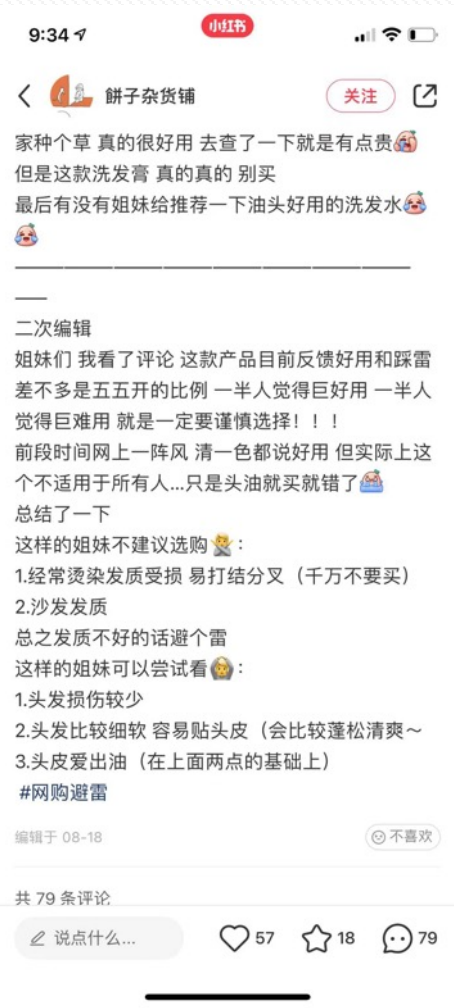 9:34
小红书
餅子杂货铺
关注
家种个草 真的很好用 去查了一下就是有点贵
但是这款洗发膏 真的真的 别买
最后有没有姐妹给推荐一下油头好用的洗发水
————————————————————
——
二次编辑
姐妹们 我看了评论 这款产品目前反馈好用和踩雷
差不多是五五开的比例 一半人觉得巨好用 一半人
觉得巨难用 就是一定要谨慎选择！！！
前段时间网上一阵风 清一色都说好用 但实际上这
个不适用于所有人...只是头油就买就错了
总结了一下
这样的姐妹不建议选购🙅：
1.经常烫染发质受损 易打结分叉（千万不要买）
2.沙发发质
总之发质不好的话避个雷
这样的姐妹可以尝试看🙆：
1.头发损伤较少
2.头发比较细软 容易贴头皮（会比较蓬松清爽～
3.头皮爱出油（在上面两点的基础上）
#网购避雷
编辑于 08-18
不喜欢
共 79 条评论
说点什么...
57
18
79